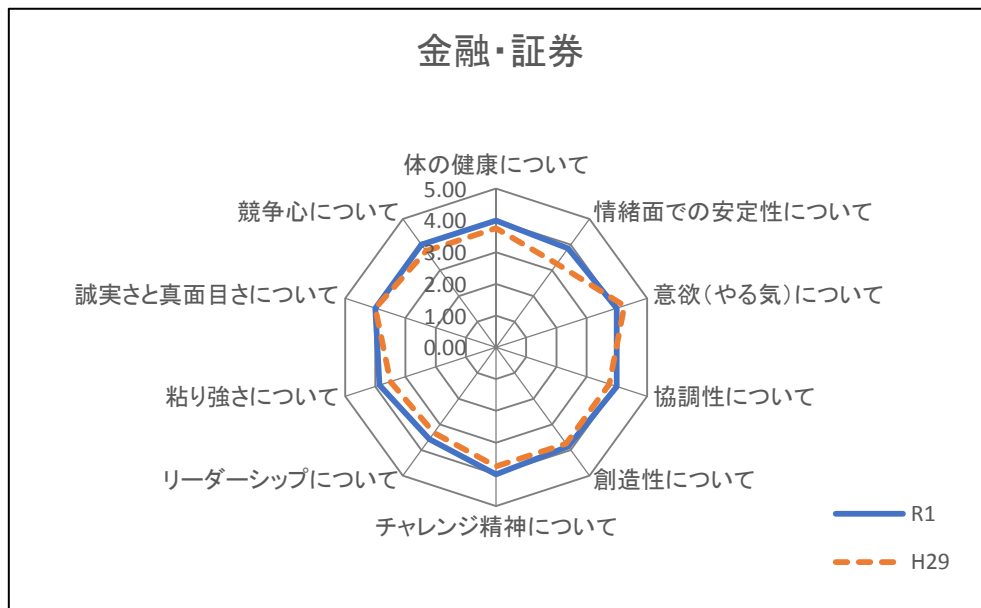 金融・証券
体の健康について
情緒面での安定性について
意欲（やる気）について
協調性について
創造性について
チャレンジ精神について
リーダーシップについて
粘り強さについて
誠実さと真面目さについて
競争心について
5.00
4.00
3.00
2.00
1.00
0.00
R1
H29